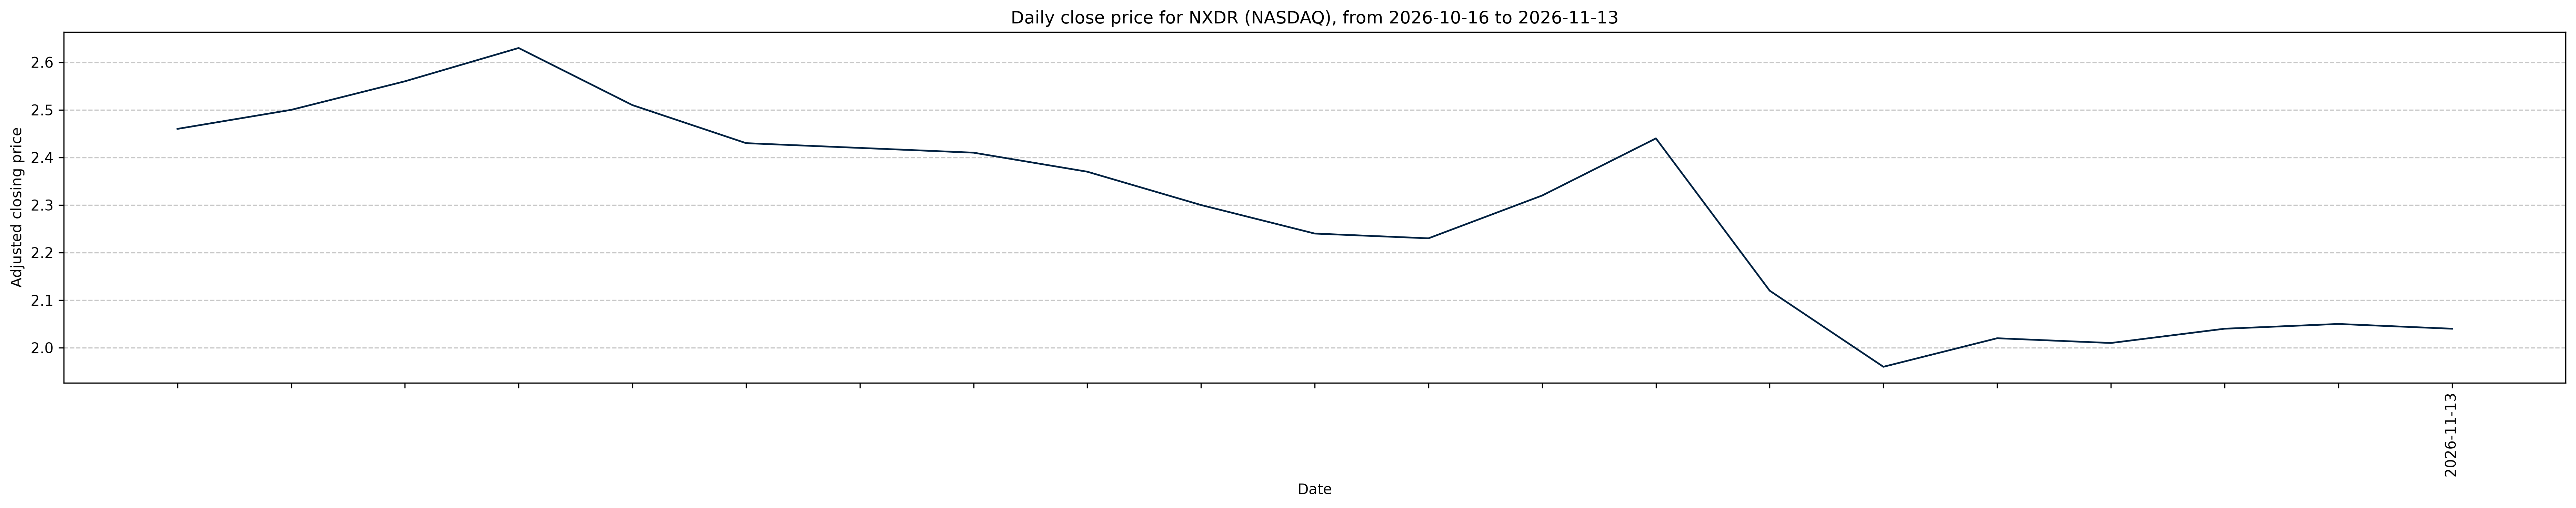 Daily close price for NXDR (NASDAQ), from 2026-10-16 to 2026-11-13
Adjusted closing price
2.6
2.5
2.4
2.3
2.2
2.1
2.0
2026-11-13
Date